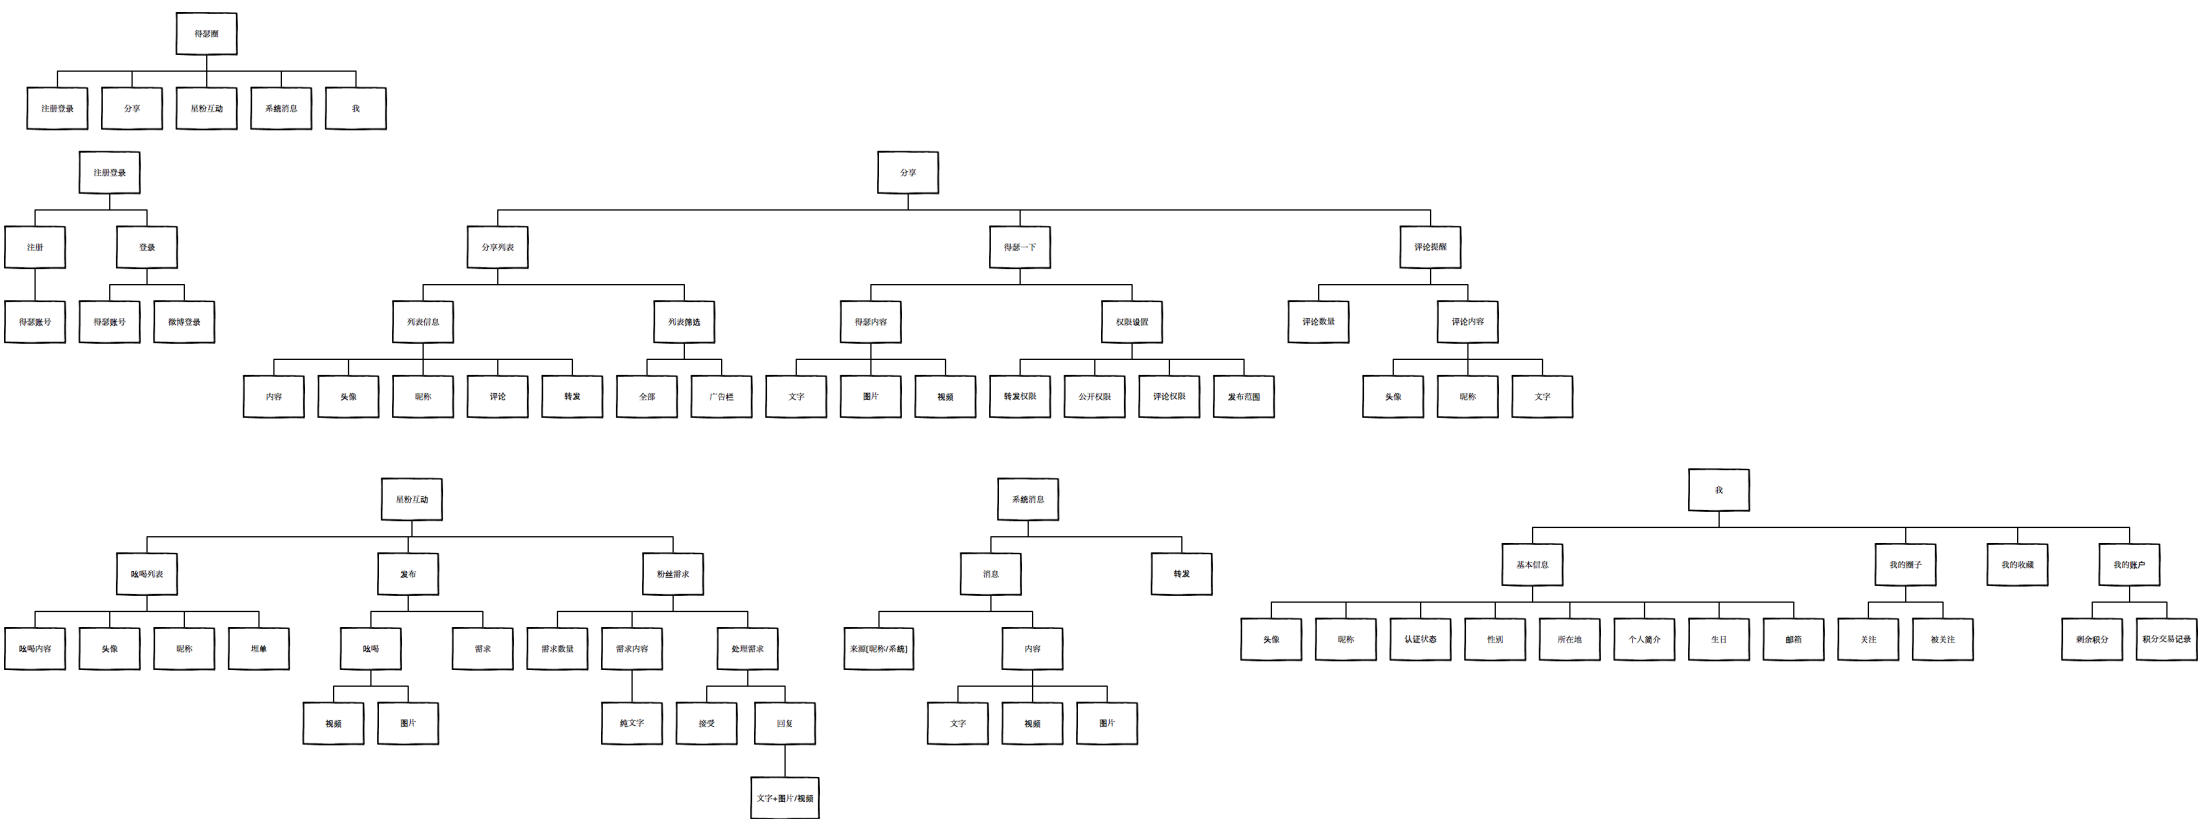 得瑟圈
注册登录
分享
星粉互动
系统消息
我
注册登录
注册
登录
得瑟账号
得瑟账号
微博登录
分享
分享列表
得瑟一下
评论提醒
列表信息
列表筛选
得瑟内容
权限设置
评论数量
评论内容
内容
头像
昵称
评论
转发
全部
广告栏
文字
图片
视频
转发权限
公开权限
评论权限
发布范围
头像
昵称
文字
星粉互动
吆喝列表
发布
粉丝需求
吆喝内容
头像
昵称
埋单
吆喝
需求
需求数量
需求内容
处理需求
视频
图片
纯文字
接受
回复
文字+图片/视频
系统消息
消息
转发
来源[昵称/系统]
内容
文字
视频
图片
我
基本信息
我的圈子
我的收藏
我的账户
头像
昵称
认证状态
性别
所在地
个人简介
生日
邮箱
关注
被关注
剩余积分
积分交易记录